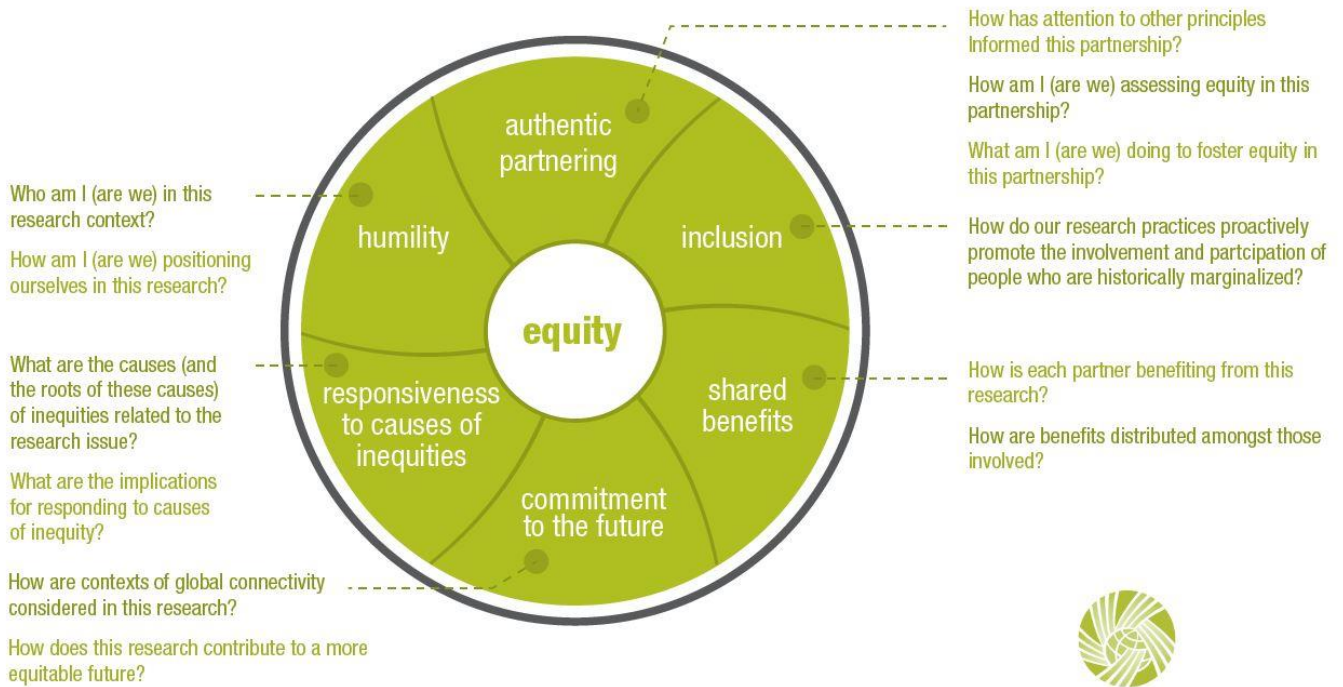 How has attention to other principles
Informed this partnership?
How am I (are we) assessing equity in this
partnership?
What am I (are we) doing to foster equity in
this partnership?
authentic
partnering
Who am I (are we) in this
research context?
How am I (are we) positioning
ourselves in this research?
humility
inclusion
How do our research practices proactively
promote the involvement and partcipation of
people who are historically marginalized?
equity
What are the causes (and
the roots of these causes)
of inequities related to the
research issue?
What are the implications
for responding to causes
of inequity?
responsiveness
to causes of
inequities
shared
benefits
How is each partner benefiting from this
research?
How are benefits distributed amongst those
involved?
commitment
to the future
How are contexts of global connectivity
considered in this research?
How does this research contribute to a more
equitable future?